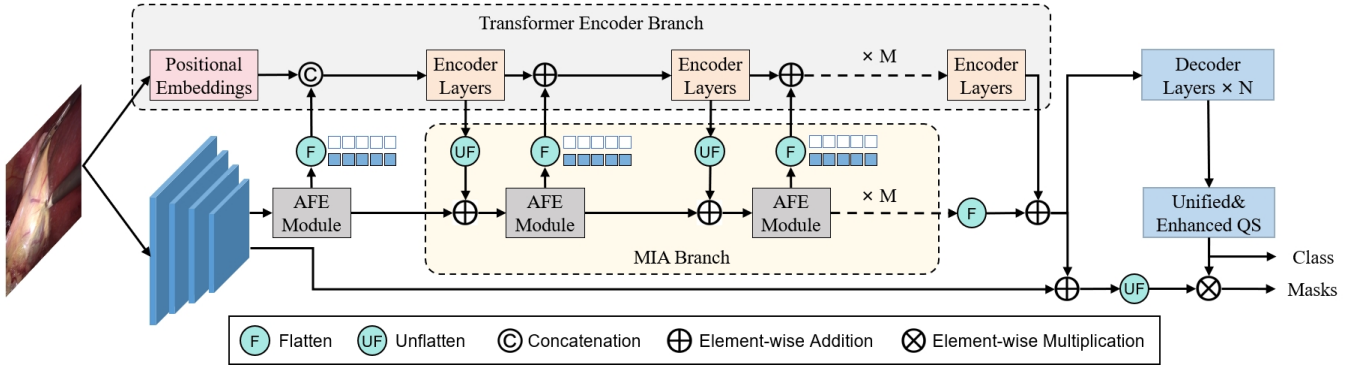 Transformer Encoder Branch
Positional
Embeddings
C
Encoder
Layers
Encoder
Layers
× M
Encoder
Layers
Decoder
Layers × N
F
UF
F
UF
F
AFE
Module
AFE
Module
AFE
Module
× M
F
Unified&
Enhanced QS
MIA Branch
Class
UF
Masks
F Flatten
UF Unflatten
C Concatenation
Element-wise Addition
Element-wise Multiplication